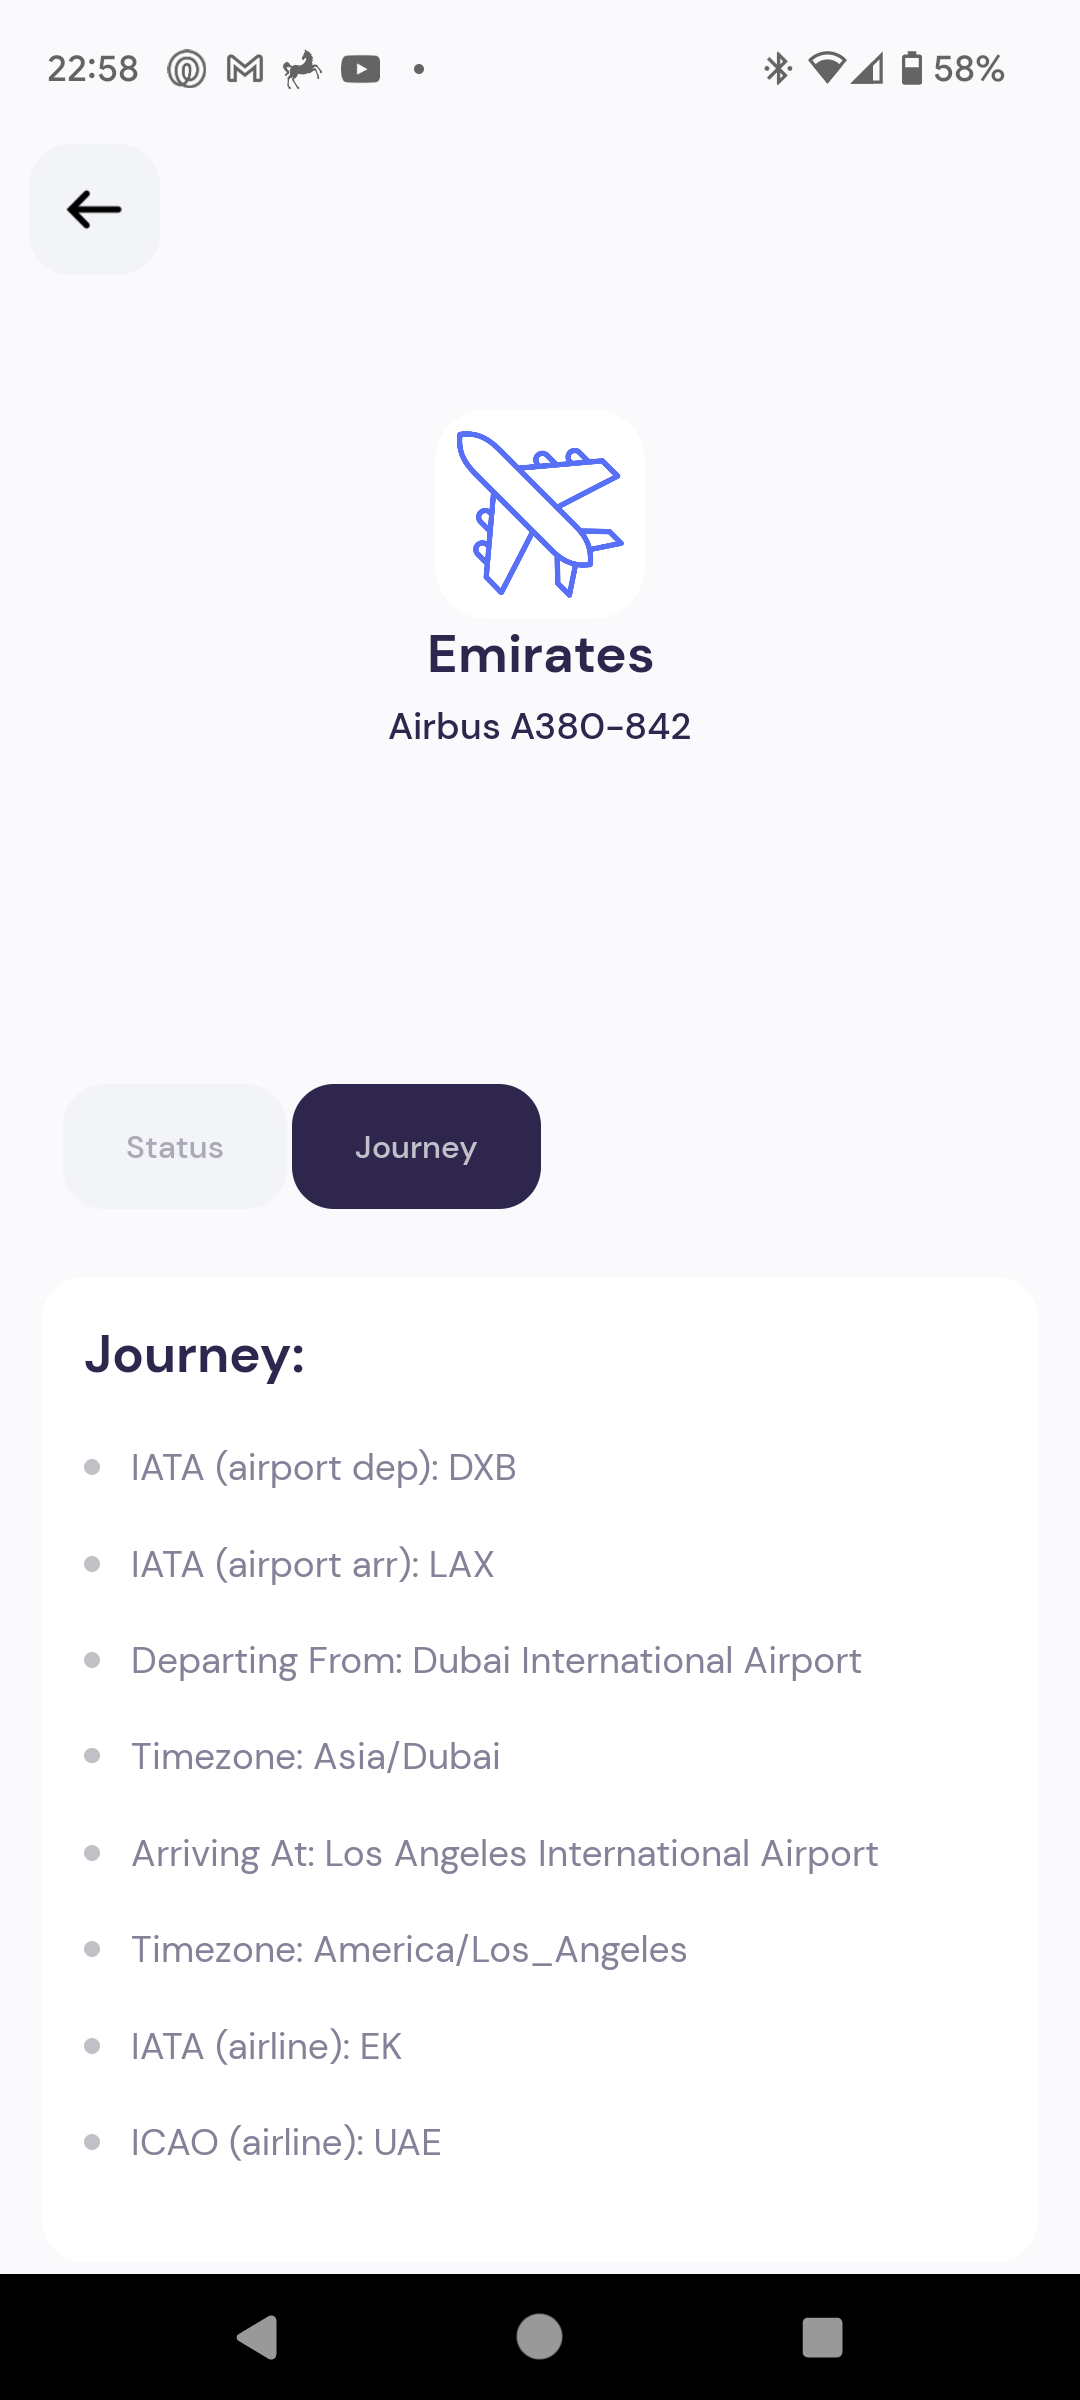 22:58
58%
Emirates
Airbus A380-842
Status
Journey
Journey:
IATA (airport dep): DXB
IATA (airport arr): LAX
Departing From: Dubai International Airport
Timezone: Asia/Dubai
Arriving At: Los Angeles International Airport
Timezone: America/Los_Angeles
IATA (airline): EK
ICAO (airline): UAE